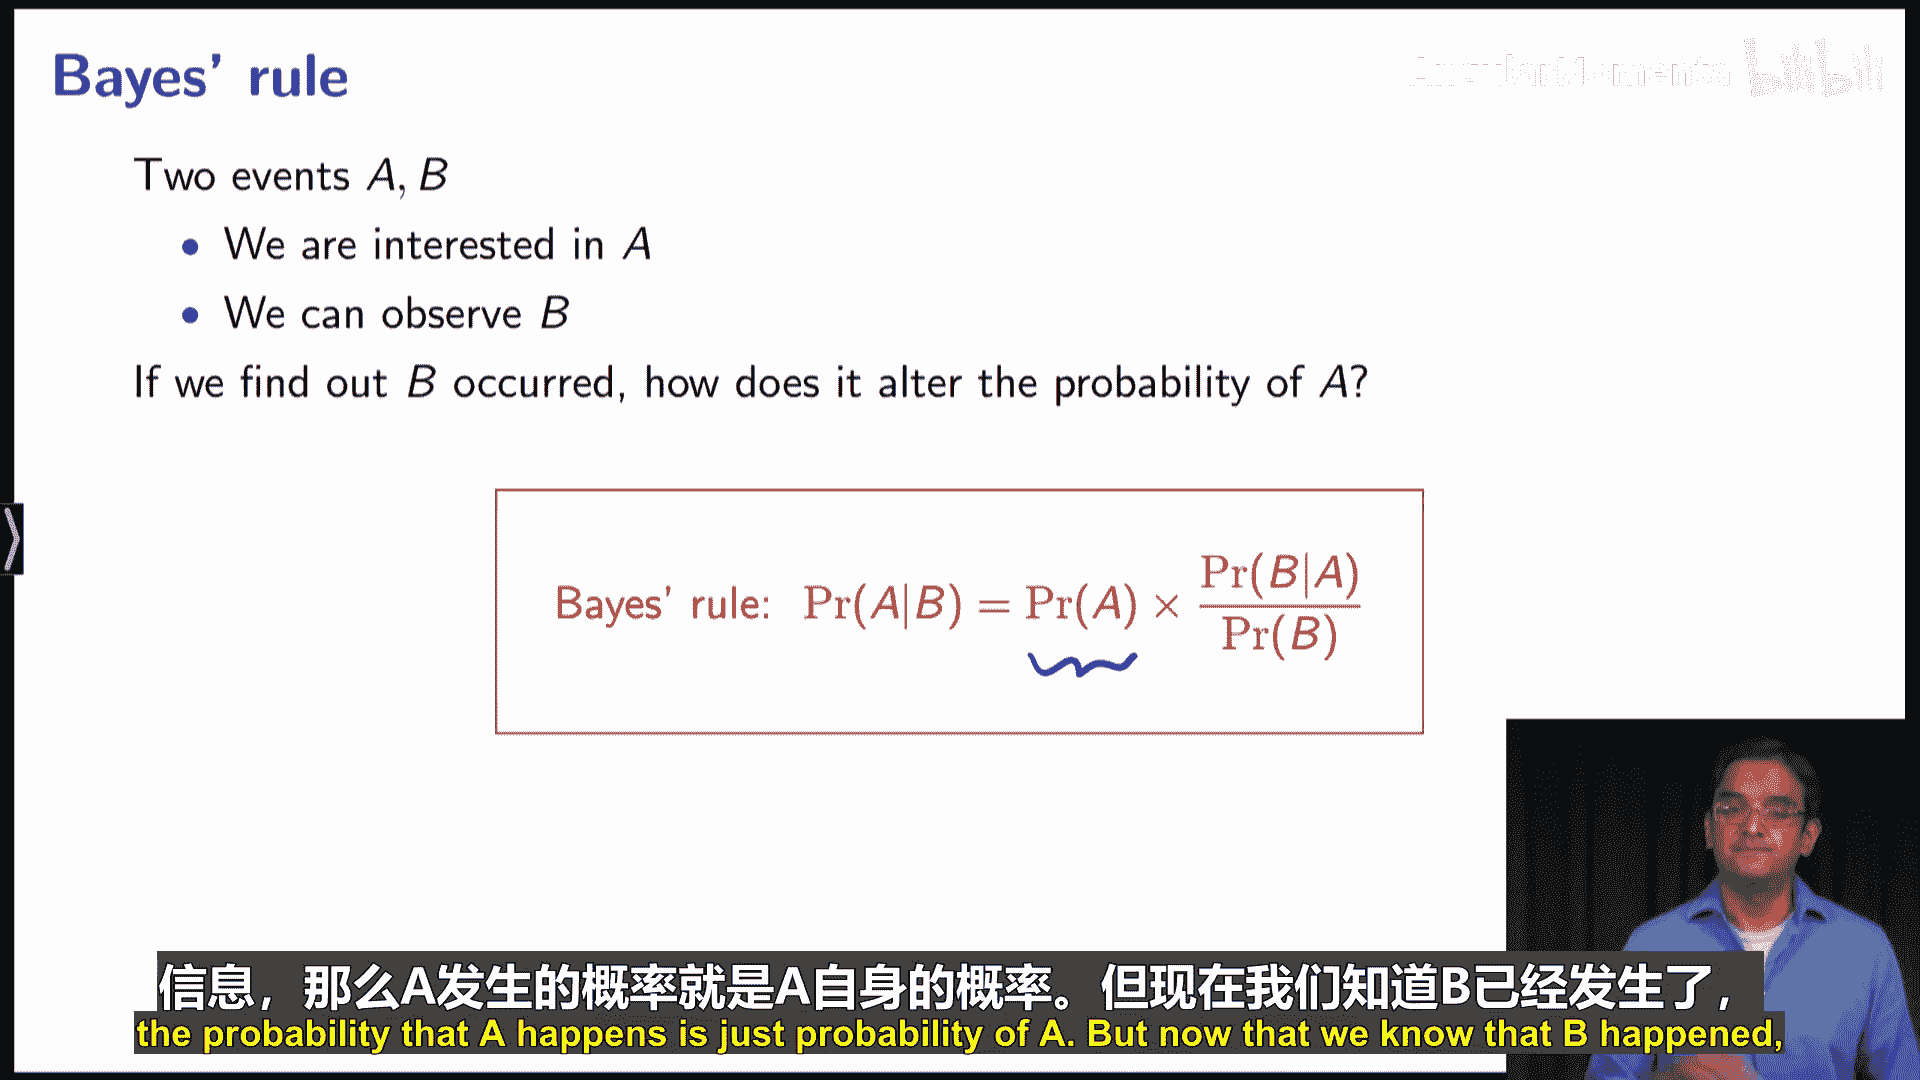 Bayes' rule
bilibili
Two events A, B
• We are interested in A
• We can observe B
If we find out B occurred, how does it alter the probability of A?
Bayes' rule: Pr(A|B) = Pr(A) × Pr(B|A) / Pr(B)
信息，那么A发生的概率就是A自身的概率。但现在我们知道B已经发生了，
the probability that A happens is just probability of A. But now that we know that B happened,